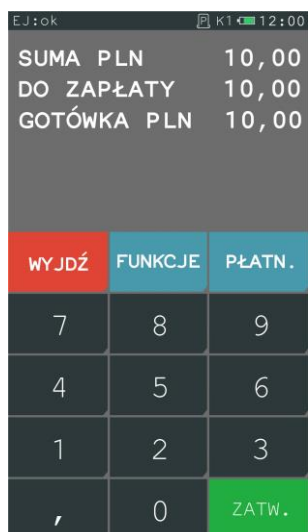 EJ:ok P K1 12:00
SUMA PLN 10,00
DO ZAPŁATY 10,00
GOTÓWKA PLN 10,00
WYJDŹ FUNKCJE PŁATN.
7 8 9
4 5 6
1 2 3
, 0 ZATW.